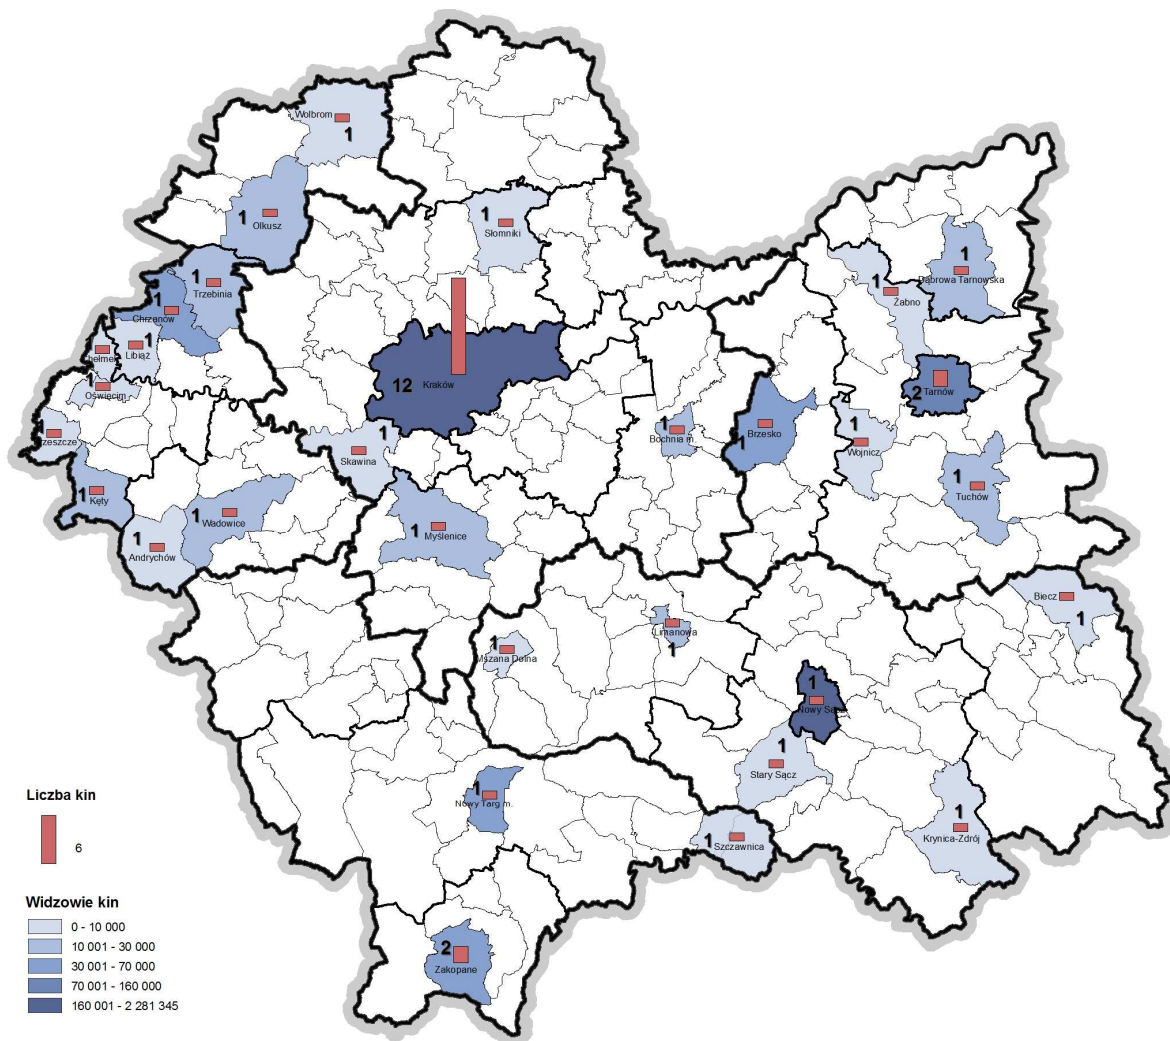 Wolbrom
1
1
Olkusz
1
Słomniki
1
Trzebinia
1
Chrzanów
1
Libiąż
1
Oświęcim
1
Kęty
1
Wadowice
1
Andrychów
12
Kraków
1
Skawina
1
Myślenice
1
Bochnia m.
1
Brzesko
1
Żabno
1
Dąbrowa Tarnowska
2
Tarnów
1
Wojnicz
1
Tuchów
Biecz
1
Limanowa
1
1
Mszana Dolna
1
Nowy Sącz
1
Stary Sącz
1
Nowy Targ m.
1
Szczawnica
1
Krynica-Zdrój
2
Zakopane
Liczba kin
6
Widzowie kin
0 - 10 000
10 001 - 30 000
30 001 - 70 000
70 001 - 160 000
160 001 - 2 281 345